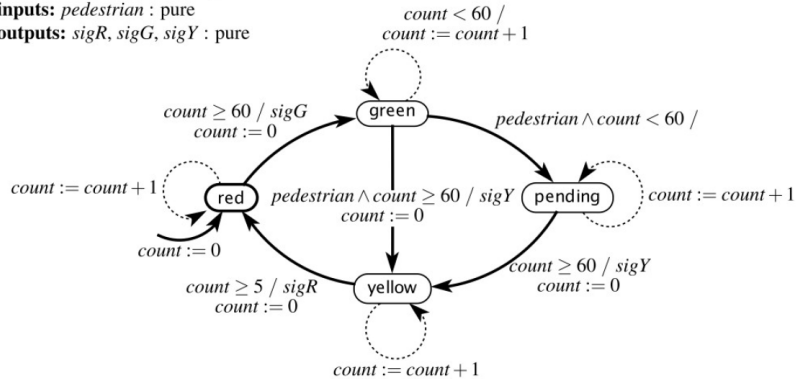 inputs: pedestrian : pure
outputs: sigR, sigG, sigY : pure
count < 60 /
count := count + 1
green
count ≥ 60 / sigG
count := 0
pedestrian ∧ count < 60 /
count := count + 1
red
pedestrian ∧ count ≥ 60 / sigY
count := 0
pending
count := count + 1
count := 0
count ≥ 60 / sigY
count := 0
count ≥ 5 / sigR
count := 0
yellow
count := count + 1